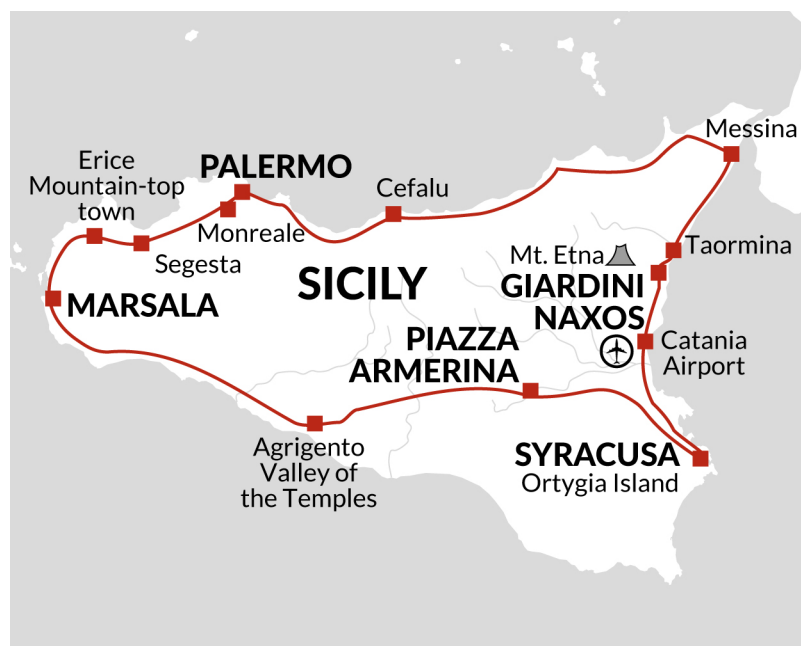 Messina
Erice
Mountain-top
town
PALERMO
Cefalu
Monreale
Segesta
Taormina
Mt. Etna
SICILY
GIARDINI
NAXOS
MARSALA
PIAZZA
ARMERINA
Catania
Airport
Agrigento
Valley of
the Temples
SYRACUSA
Ortygia Island